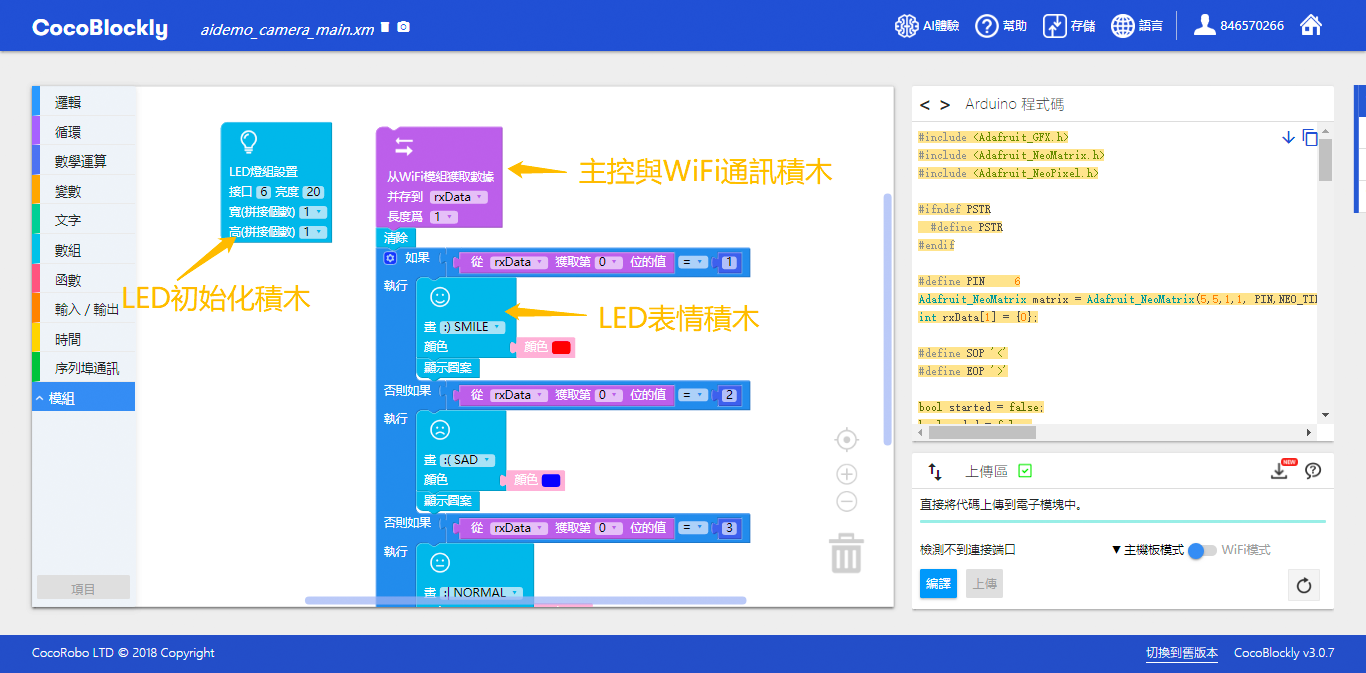 CocoBlockly
aidemo_camera_main.xm
AI體驗
幫助
存儲
語言
846570266
邏輯
循環
數學運算
變數
文字
數組
函數
輸入 / 輸出
時間
序列埠通訊
模組
項目
LED燈組設置
接口 6 亮度 20
寬(拼接個數) 1
高(拼接個數) 1
LED初始化積木
从WiFi模組獲取數據
并存到 rxData
長度爲 1
主控與WiFi通訊積木
清除
如果 從 rxData 獲取第 0 位的值 = 1
執行
畫 :) SMILE
顏色 顏色
顯示圖案
LED表情積木
否則如果 從 rxData 獲取第 0 位的值 = 2
執行
畫 :( SAD
顏色 顏色
顯示圖案
否則如果 從 rxData 獲取第 0 位的值 = 3
執行
畫 :| NORMAL
< > Arduino 程式碼
#include <Adafruit_GFX.h>
#include <Adafruit_NeoMatrix.h>
#include <Adafruit_NeoPixel.h>
#ifndef PSTR
#define PSTR
#endif
#define PIN 6
Adafruit_NeoMatrix matrix = Adafruit_NeoMatrix(5,5,1,1, PIN,NEO_TI
int rxData[1] = {0};
#define SOP '<'
#define EOP '>'
bool started = false;
上傳區
NEW
直接將代碼上傳到電子模塊中。
檢測不到連接端口
▼主機板模式 WiFi模式
編譯 上傳
CocoRobo LTD © 2018 Copyright
切換到舊版本 CocoBlockly v3.0.7